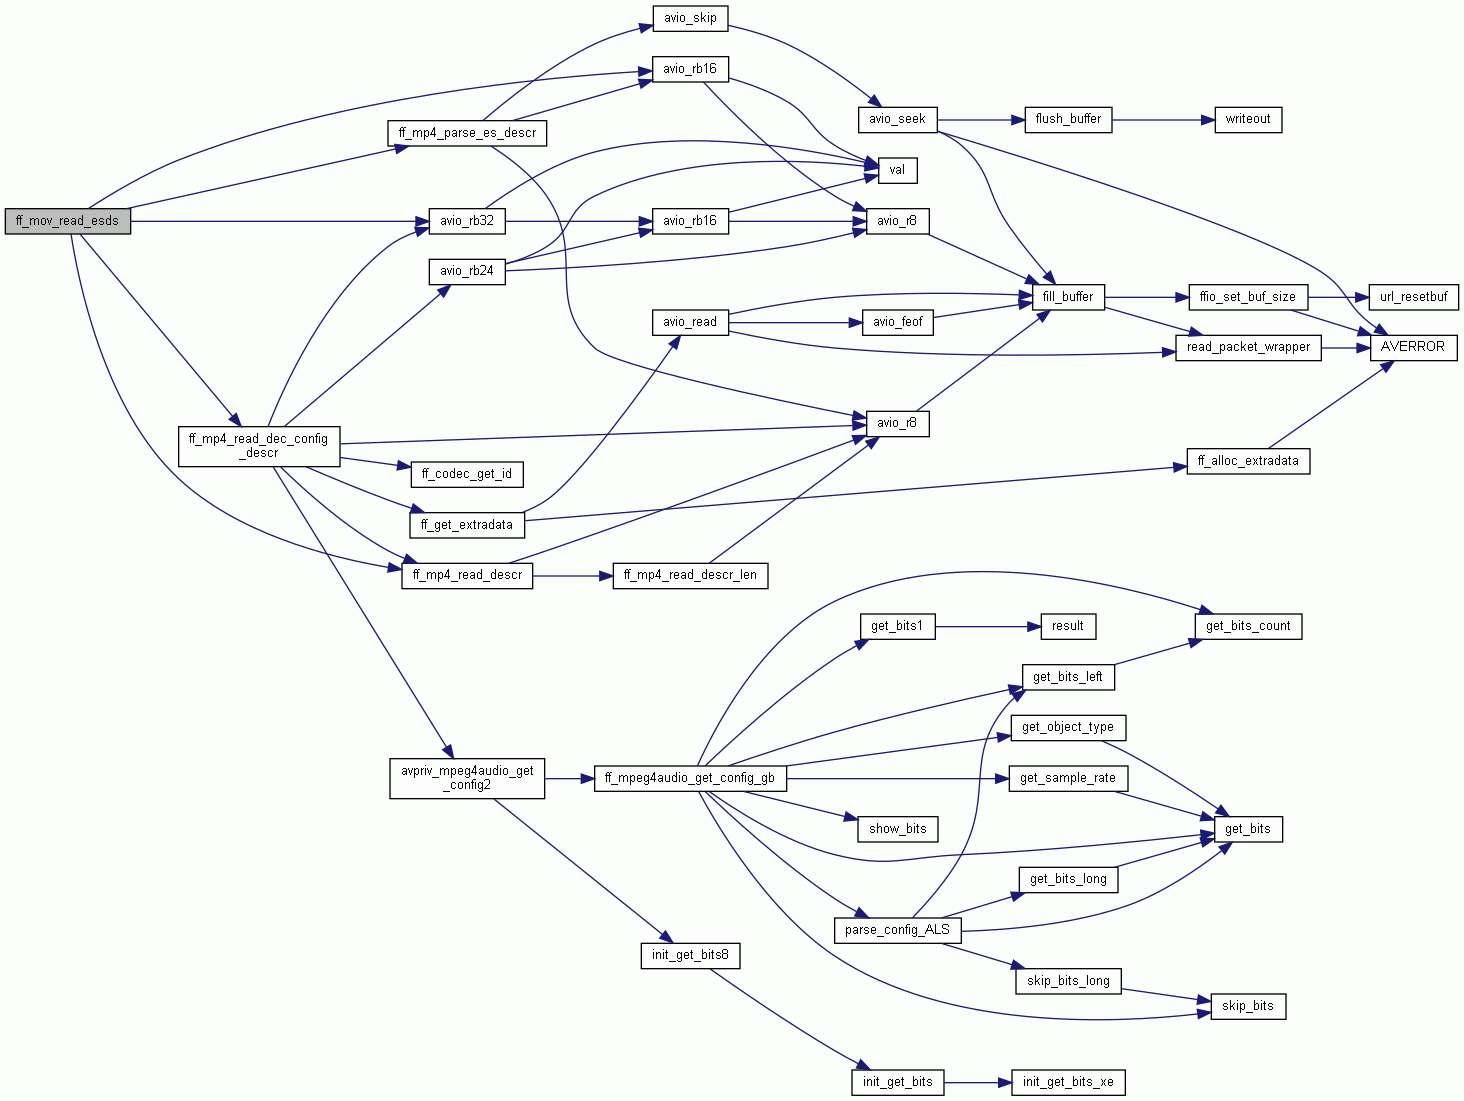 avio_skip
avio_rb16
avio_seek
flush_buffer
writeout
ff_mp4_parse_es_descr
val
ff_mov_read_esds
avio_rb32
avio_rb16
avio_r8
avio_rb24
fill_buffer
ffio_set_buf_size
url_resetbuf
avio_read
avio_feof
read_packet_wrapper
AVERROR
avio_r8
ff_mp4_read_dec_config
_descr
ff_codec_get_id
ff_alloc_extradata
ff_get_extradata
ff_mp4_read_descr
ff_mp4_read_descr_len
get_bits1
result
get_bits_count
get_bits_left
get_object_type
avpriv_mpeg4audio_get
_config2
ff_mpeg4audio_get_config_gb
get_sample_rate
show_bits
get_bits
get_bits_long
parse_config_ALS
init_get_bits8
skip_bits_long
skip_bits
init_get_bits
init_get_bits_xe